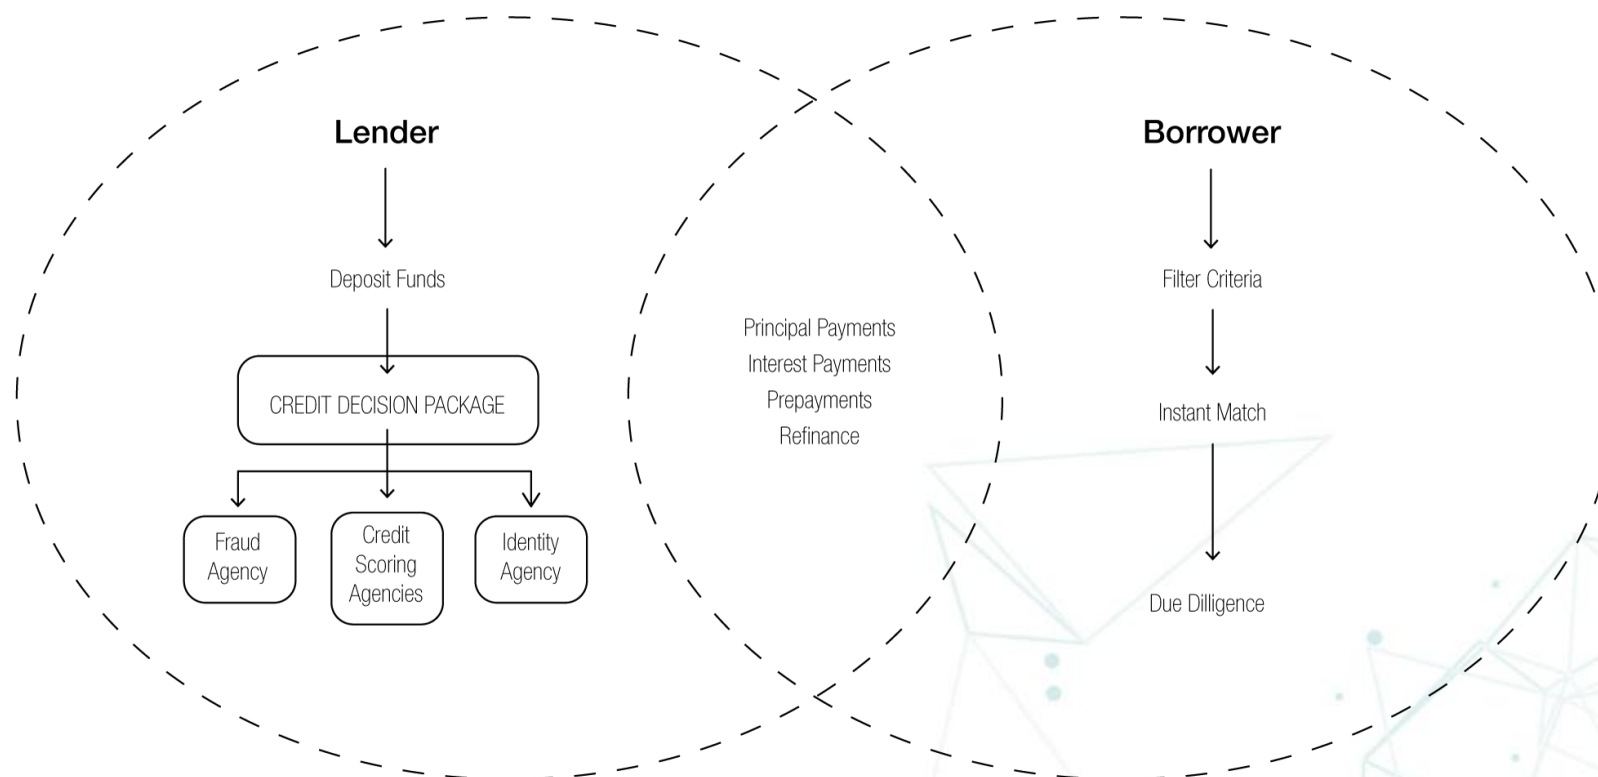 Lender
Deposit Funds
CREDIT DECISION PACKAGE
Fraud
Agency
Credit
Scoring
Agencies
Identity
Agency
Principal Payments
Interest Payments
Prepayments
Refinance
Borrower
Filter Criteria
Instant Match
Due Dilligence